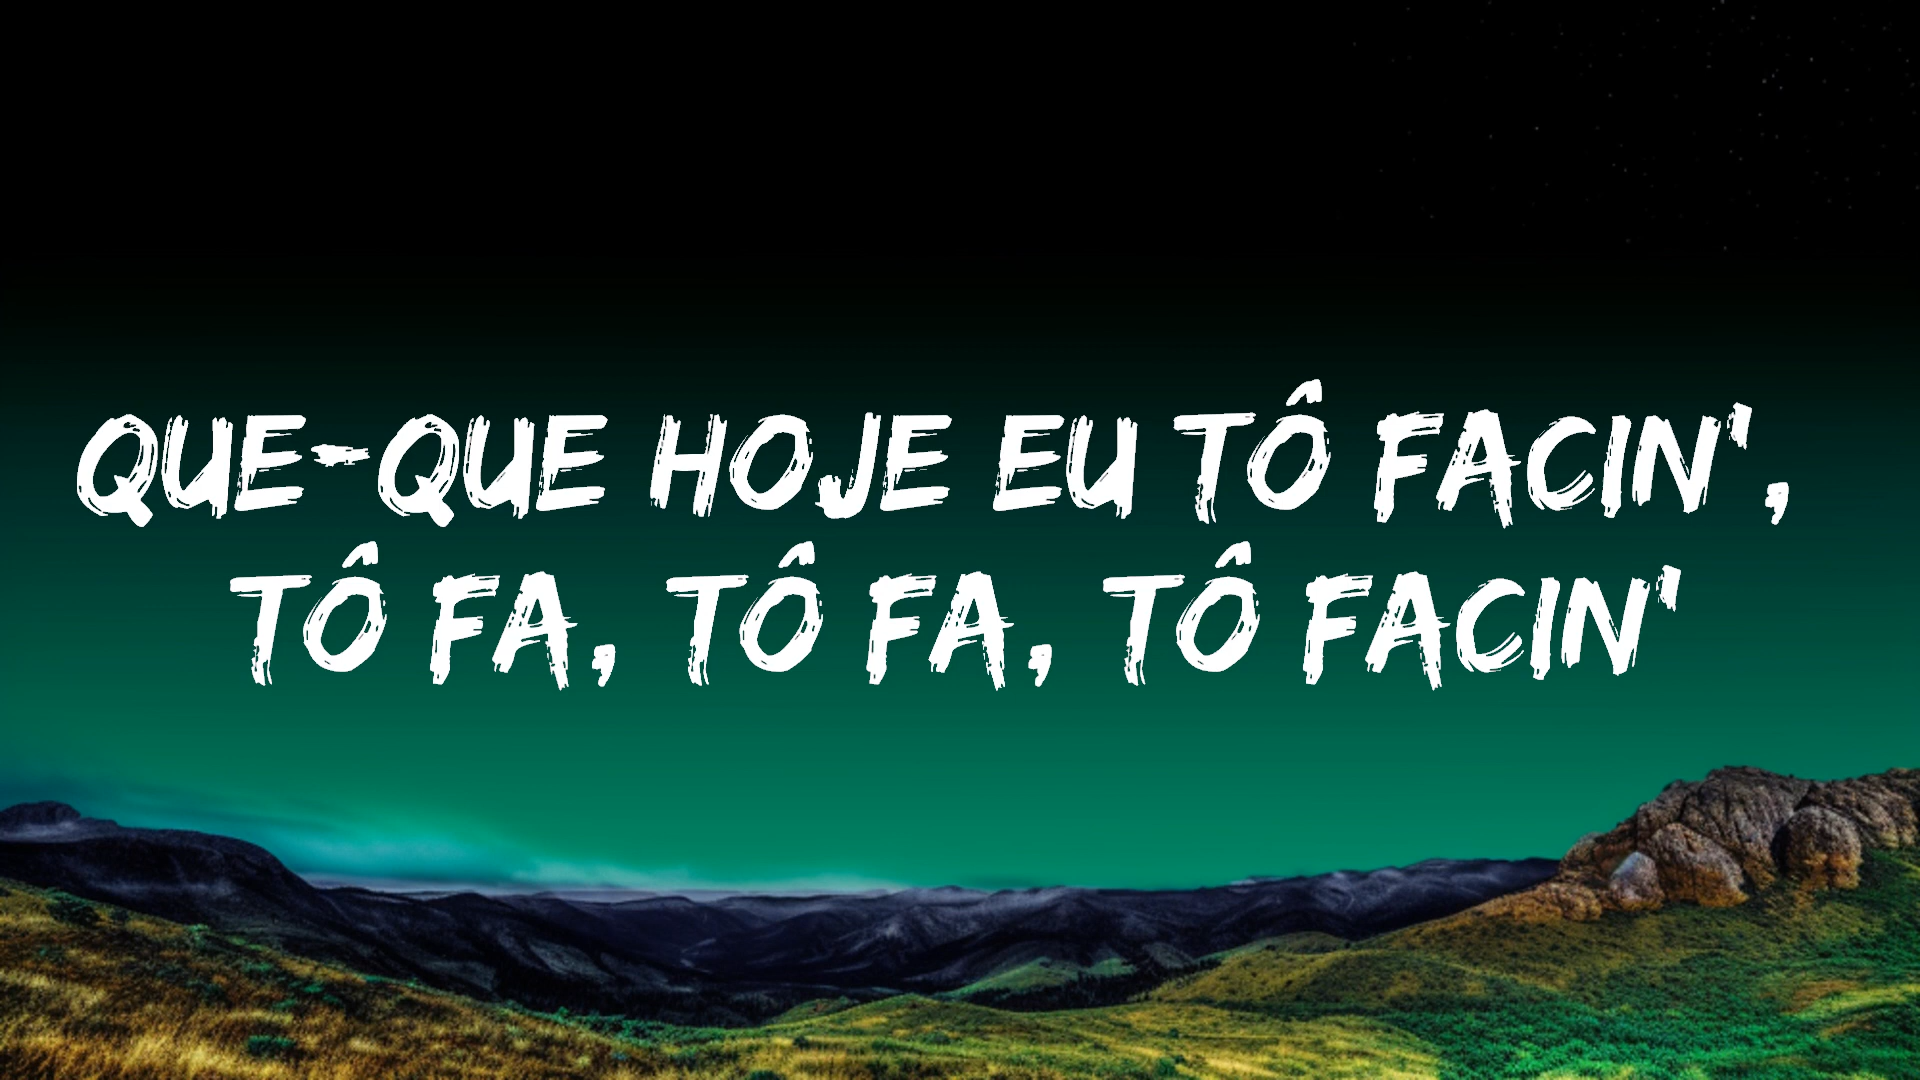 QUE-QUE HOJE EU TÔ FACIN',
TÔ FA, TÔ FA, TÔ FACIN'